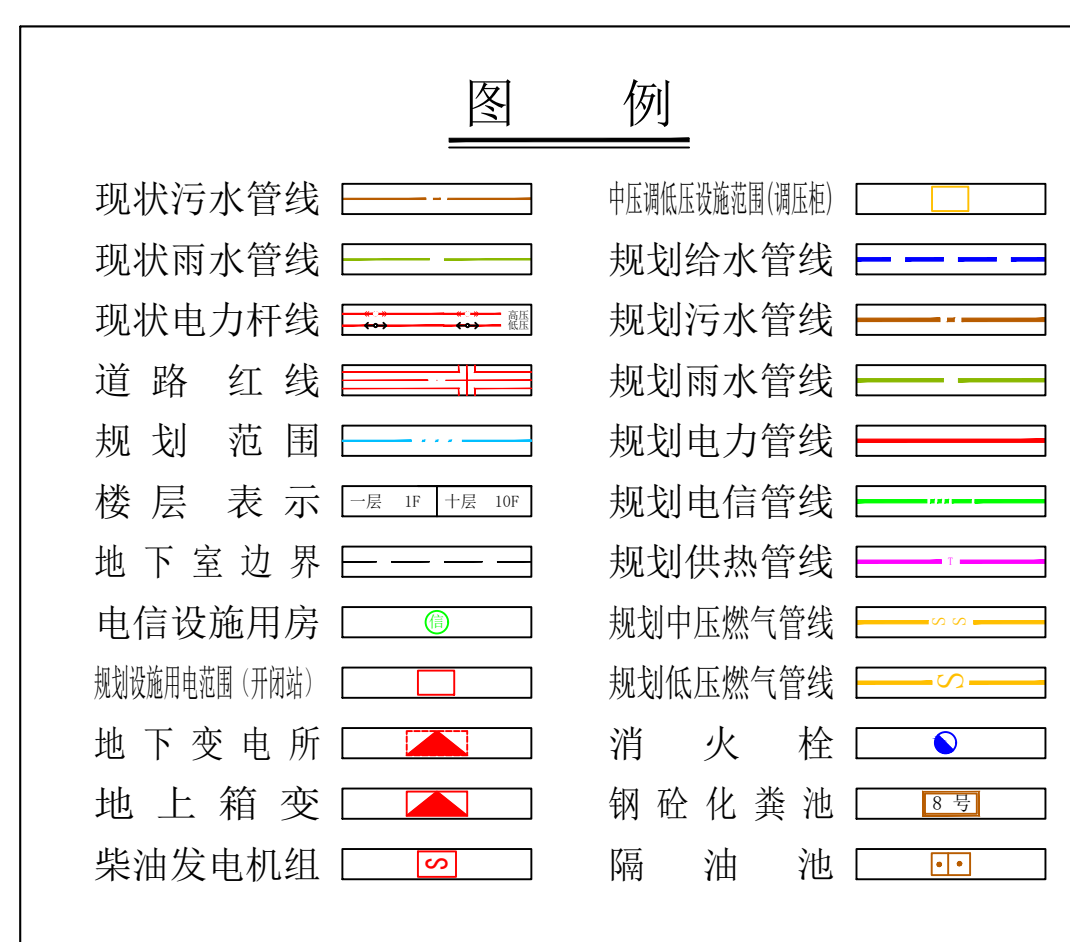 图 例
现状污水管线
现状雨水管线
现状电力杆线 高压
低压
道路红线
规划范围
楼层表示 一层 1F 十层 10F
地下室边界
电信设施用房 信
规划设施用电范围（开闭站）
地下变电所
地上箱变
柴油发电机组 S
中压调低压设施范围(调压柜)
规划给水管线
规划污水管线
规划雨水管线
规划电力管线
规划电信管线
规划供热管线 T
规划中压燃气管线 S S
规划低压燃气管线 S
消火栓
钢砼化粪池 8 号
隔油池